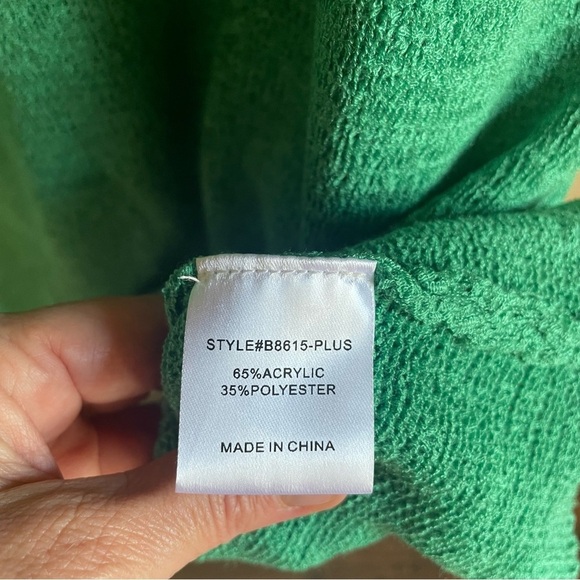 STYLE#B8615-PLUS
65%ACRYLIC
35%POLYESTER
MADE IN CHINA